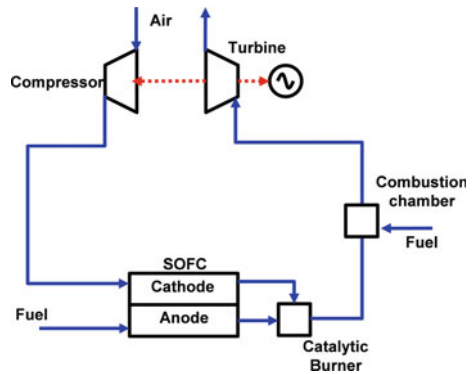 Air
Turbine
Compressor
Combustion
chamber
Fuel
SOFC
Cathode
Fuel
Anode
Catalytic
Burner